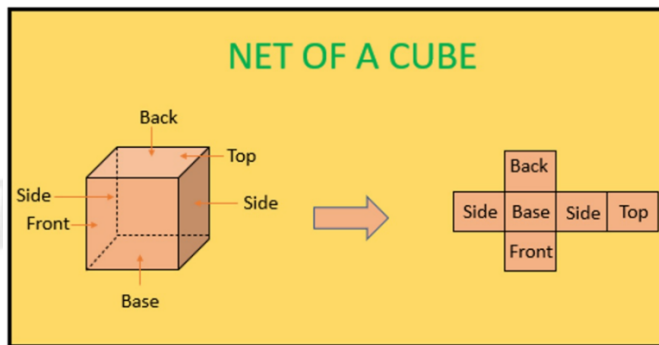 NET OF A CUBE
Back
Top
Side
Side
Front
Base
Back
Side Base Side Top
Front